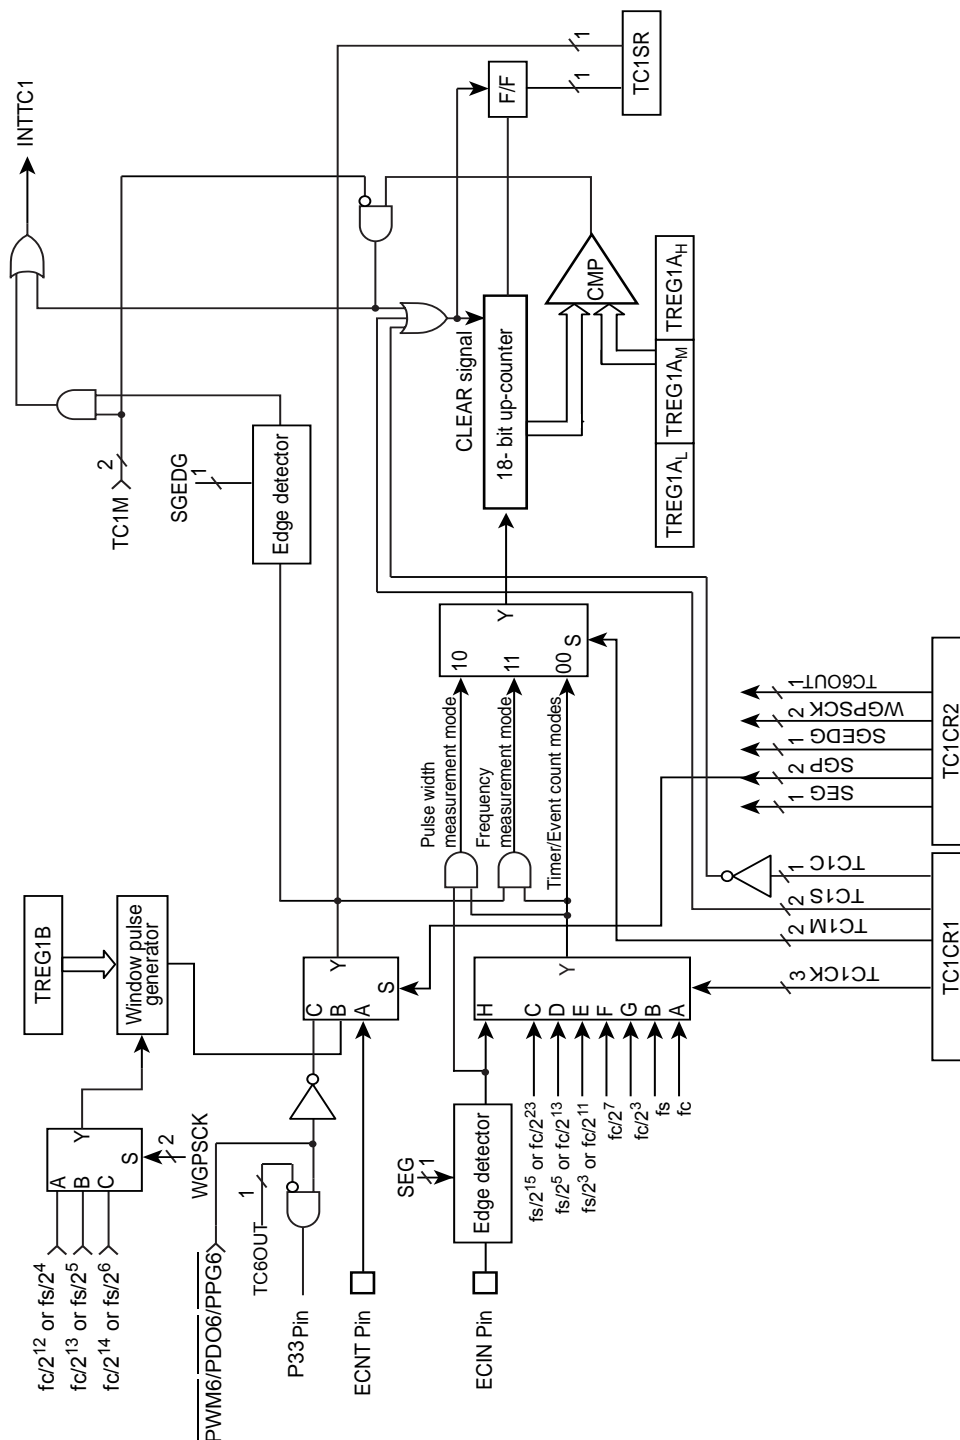 fc/2^12 or fs/2^4
fc/2^13 or fs/2^5
fc/2^14 or fs/2^6
A
B
C
Y
S
2
WGPSCK
TREG1B
Window pulse
generator
PWM6/PDO6/PPG6
TC6OUT
1
P33 Pin
ECNT Pin
C
B
A
Y
S
TC1M
2
SGEDG
1
Edge detector
INTTC1
ECIN Pin
SEG
1
Edge detector
fs/2^15 or fc/2^23
fs/2^5 or fc/2^13
fs/2^3 or fc/2^11
fc/2^7
fc/2^3
fs
fc
H
C
D
E
F
G
B
A
Y
Pulse width
measurement mode
Frequency
measurement mode
Timer/Event count modes
10
11
00
S
Y
CLEAR signal
18- bit up-counter
F/F
1
1
TC1SR
CMP
TREG1A_L
TREG1A_M
TREG1A_H
3
TC1CK
2
TC1M
2
TC1S
1
TC1C
TC1CR1
1
SEG
2
SGP
1
SGEDG
2
WGPSCK
1
TC6OUT
TC1CR2